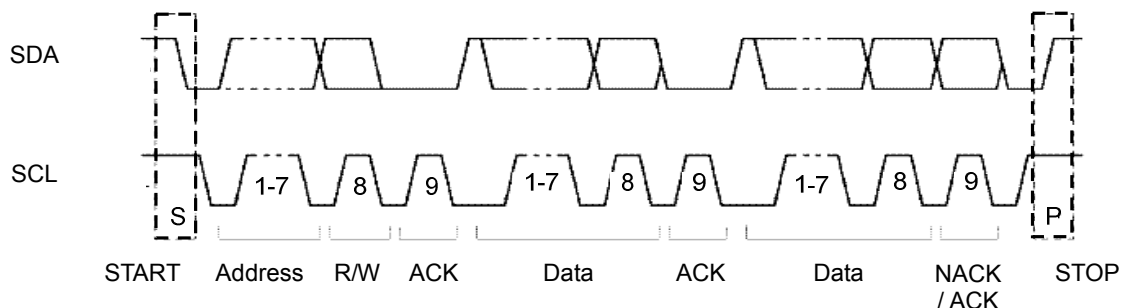 SDA
SCL
1-7 8 9 1-7 8 9 1-7 8 9
S P
START Address R/W ACK Data ACK Data NACK / ACK STOP